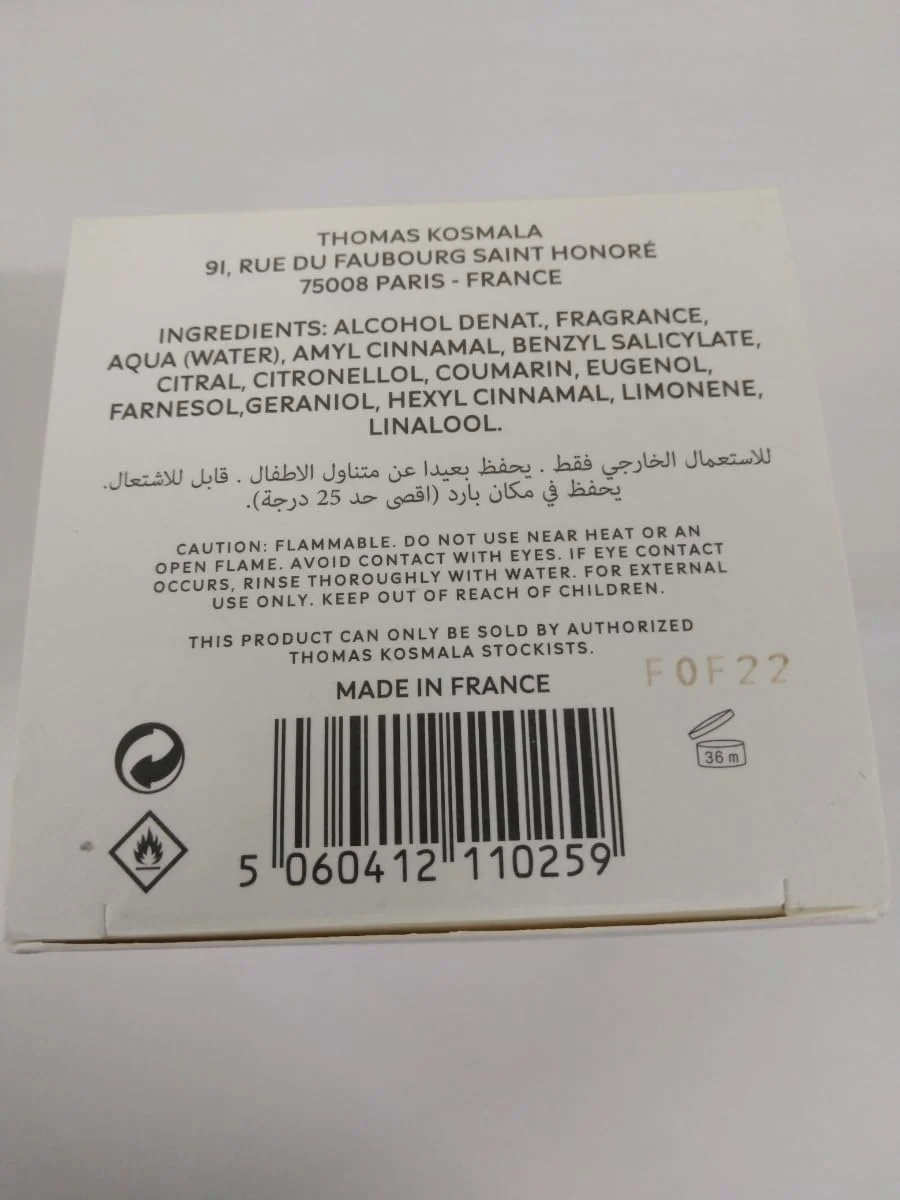 THOMAS KOSMALA
91, RUE DU FAUBOURG SAINT HONORÉ
75008 PARIS - FRANCE
INGREDIENTS: ALCOHOL DENAT., FRAGRANCE,
AQUA (WATER), AMYL CINNAMAL, BENZYL SALICYLATE,
CITRAL, CITRONELLOL, COUMARIN, EUGENOL,
FARNESOL,GERANIOL, HEXYL CINNAMAL, LIMONENE,
LINALOOL.
للاستعمال الخارجي فقط . يحفظ بعيدا عن متناول الاطفال . قابل للاشتعال.
يحفظ في مكان بارد (اقصى حد 25 درجة).
CAUTION: FLAMMABLE. DO NOT USE NEAR HEAT OR AN
OPEN FLAME. AVOID CONTACT WITH EYES. IF EYE CONTACT
OCCURS, RINSE THOROUGHLY WITH WATER. FOR EXTERNAL
USE ONLY. KEEP OUT OF REACH OF CHILDREN.
THIS PRODUCT CAN ONLY BE SOLD BY AUTHORIZED
THOMAS KOSMALA STOCKISTS.
MADE IN FRANCE
F0F22
36 m
5 060412 110259